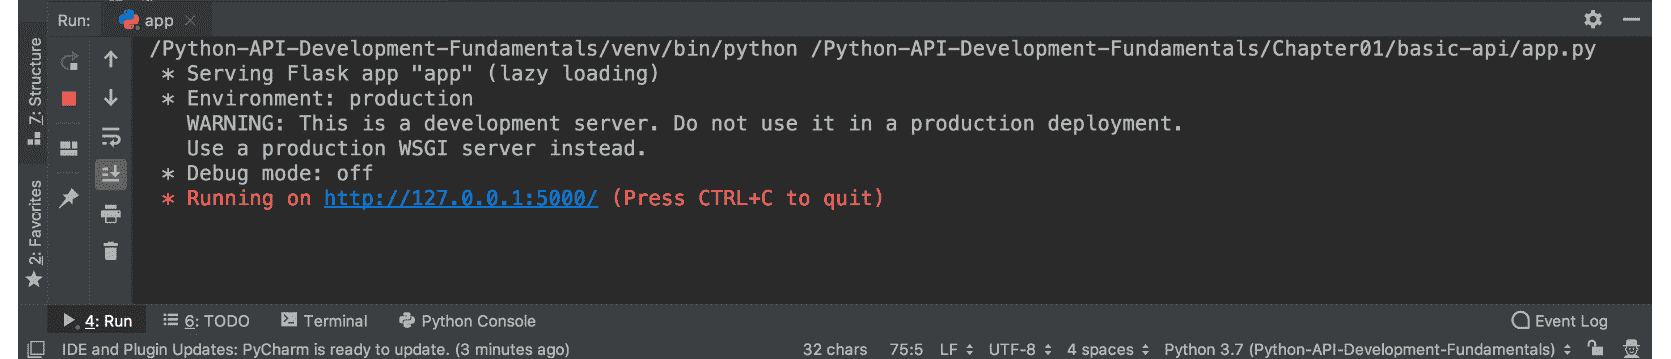 Run: app
/Python-API-Development-Fundamentals/venv/bin/python /Python-API-Development-Fundamentals/Chapter01/basic-api/app.py
* Serving Flask app "app" (lazy loading)
* Environment: production
WARNING: This is a development server. Do not use it in a production deployment.
Use a production WSGI server instead.
* Debug mode: off
* Running on http://127.0.0.1:5000/ (Press CTRL+C to quit)
7: Structure
2: Favorites
4: Run 6: TODO Terminal Python Console Event Log
IDE and Plugin Updates: PyCharm is ready to update. (3 minutes ago) 32 chars 75:5 LF UTF-8 4 spaces Python 3.7 (Python-API-Development-Fundamentals)